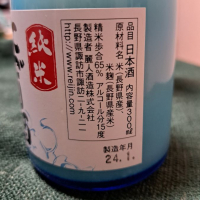 純米
品目 日本酒 内容量300ml
原材料名 米(長野県産)、
米麹(長野県産米)
精米歩合65% アルコール分15度
製造者 麗人酒造株式会社
長野県諏訪市諏訪二-九-二一
https://www.reijin.com/
製造年月
24.1.